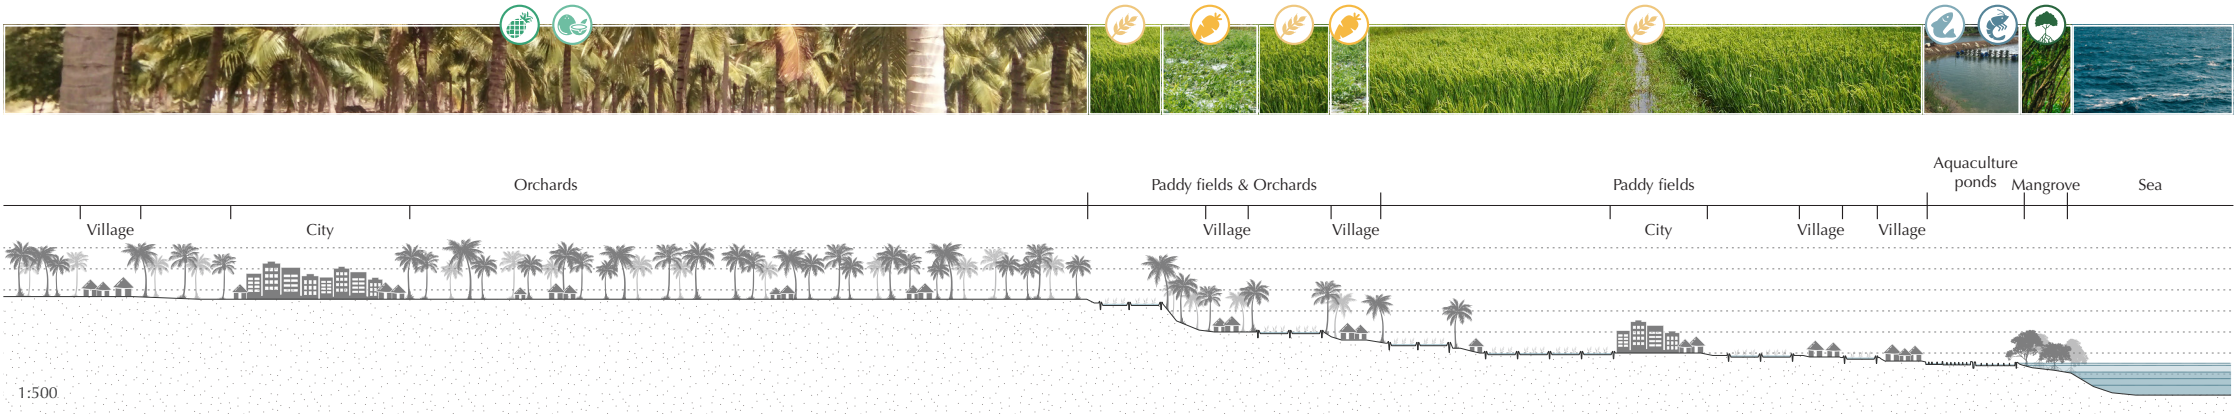 Aquaculture
ponds
Orchards
Paddy fields & Orchards
Paddy fields
Mangrove
Sea
Village
City
Village
Village
City
Village
Village
1:500